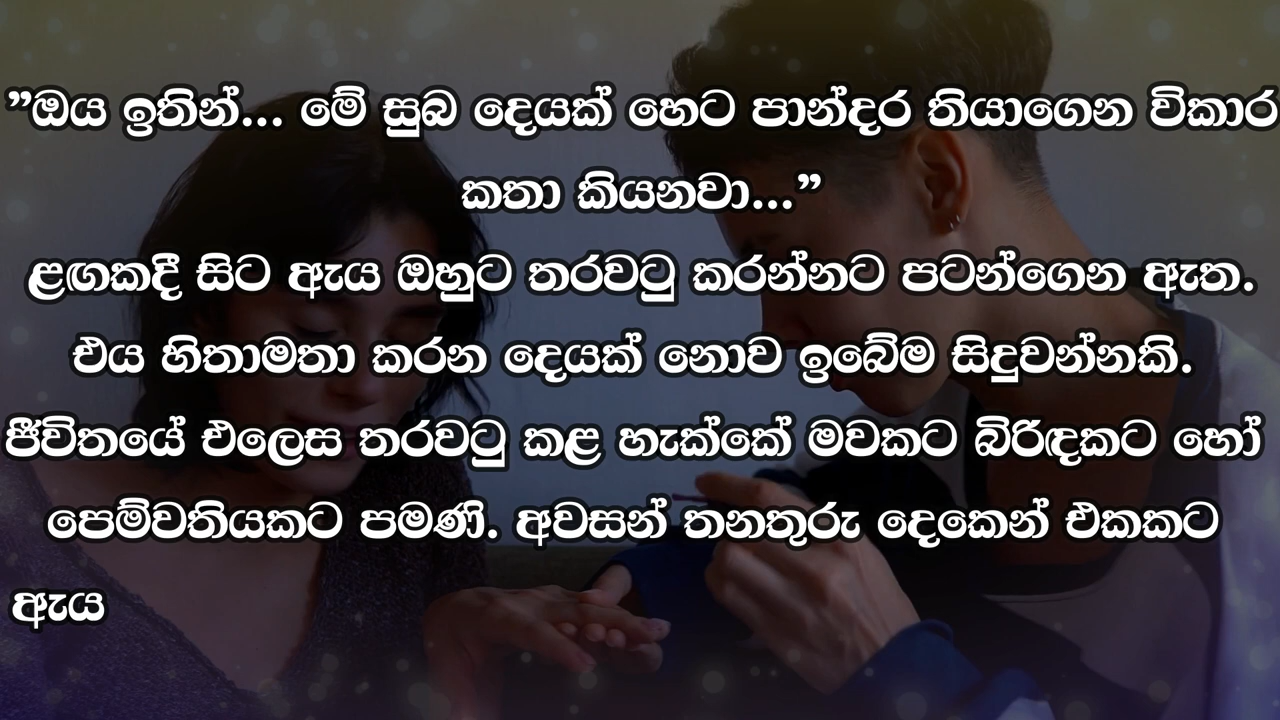 ”ඔය ඉතින්... මේ සුබ දෙයක් හෙට පාන්දර තියාගෙන විකාර
කතා කියනවා...”
ළඟකදී සිට ඇය ඔහුට තරවටු කරන්නට පටන්ගෙන ඇත.
එය හිතාමතා කරන දෙයක් නොව ඉබේම සිදුවන්නකි.
ජීවිතයේ එලෙස තරවටු කළ හැක්කේ මවකට බිරිඳකට හෝ
පෙම්වතියකට පමණි. අවසන් තනතුරු දෙකෙන් එකකට
ඇය